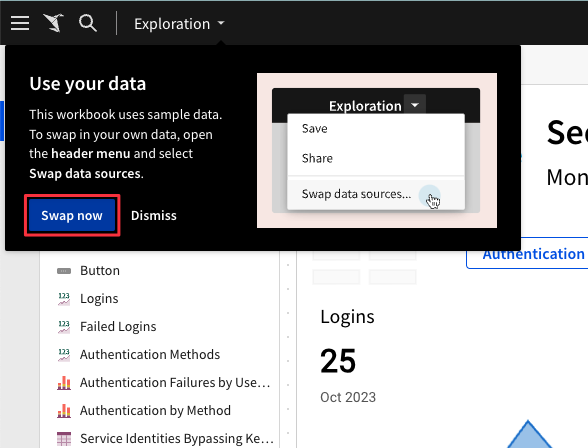 Exploration
Use your data
This workbook uses sample data.
To swap in your own data, open
the header menu and select
Swap data sources.
Swap now
Dismiss
Exploration
Save
Share
Swap data sources...
Mon
Authentication
Button
123 Logins
123 Failed Logins
123 Authentication Methods
Authentication Failures by Use...
Authentication by Method
Service Identities Bypassing Ke...
Logins
25
Oct 2023